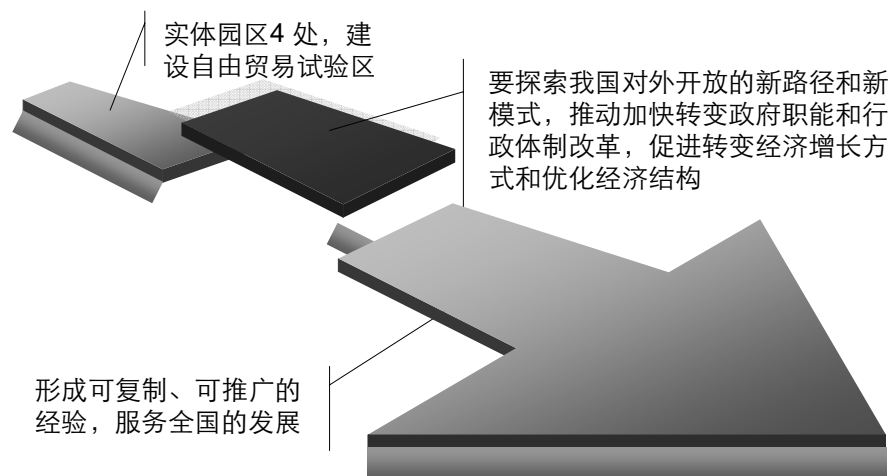 实体园区4 处，建
设自由贸易试验区
要探索我国对外开放的新路径和新
模式，推动加快转变政府职能和行
政体制改革，促进转变经济增长方
式和优化经济结构
形成可复制、可推广的
经验，服务全国的发展